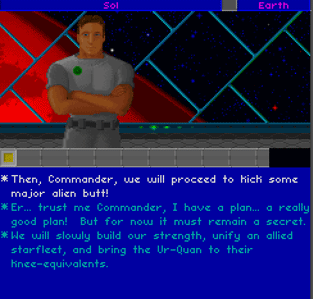 Sol Earth
* Then, Commander, we will proceed to kick some
major alien butt!
* Er... trust me Commander, I have a plan... a really
good plan! But for now it must remain a secret.
* We will slowly build our strength, unify an allied
starfleet, and bring the Ur-Quan to their
knee-equivalents.